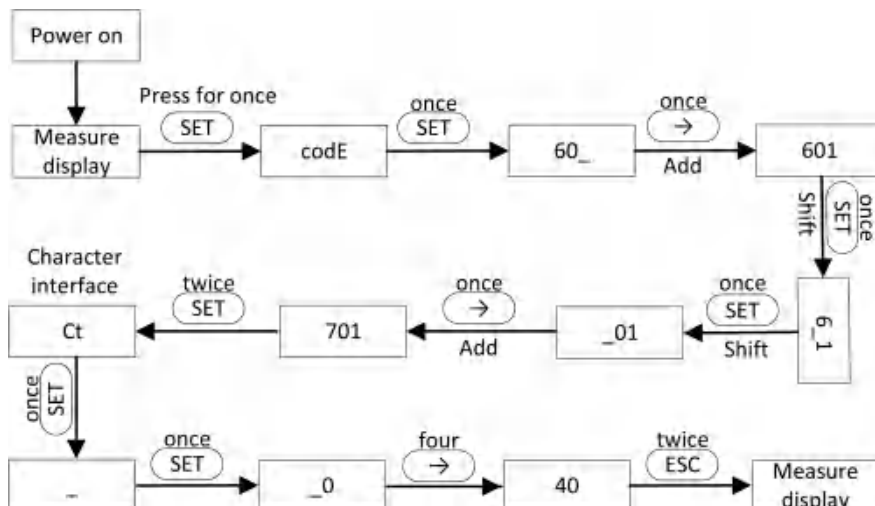 Power on
Press for once
SET
once
SET
once
→
Measure
display
codE
60_
Add
601
once
SET
Shift
Character
interface
twice
SET
once
→
once
SET
Ct
701
Add
_01
Shift
6_1
once
SET
once
SET
four
→
twice
ESC
_
_0
40
Measure
display